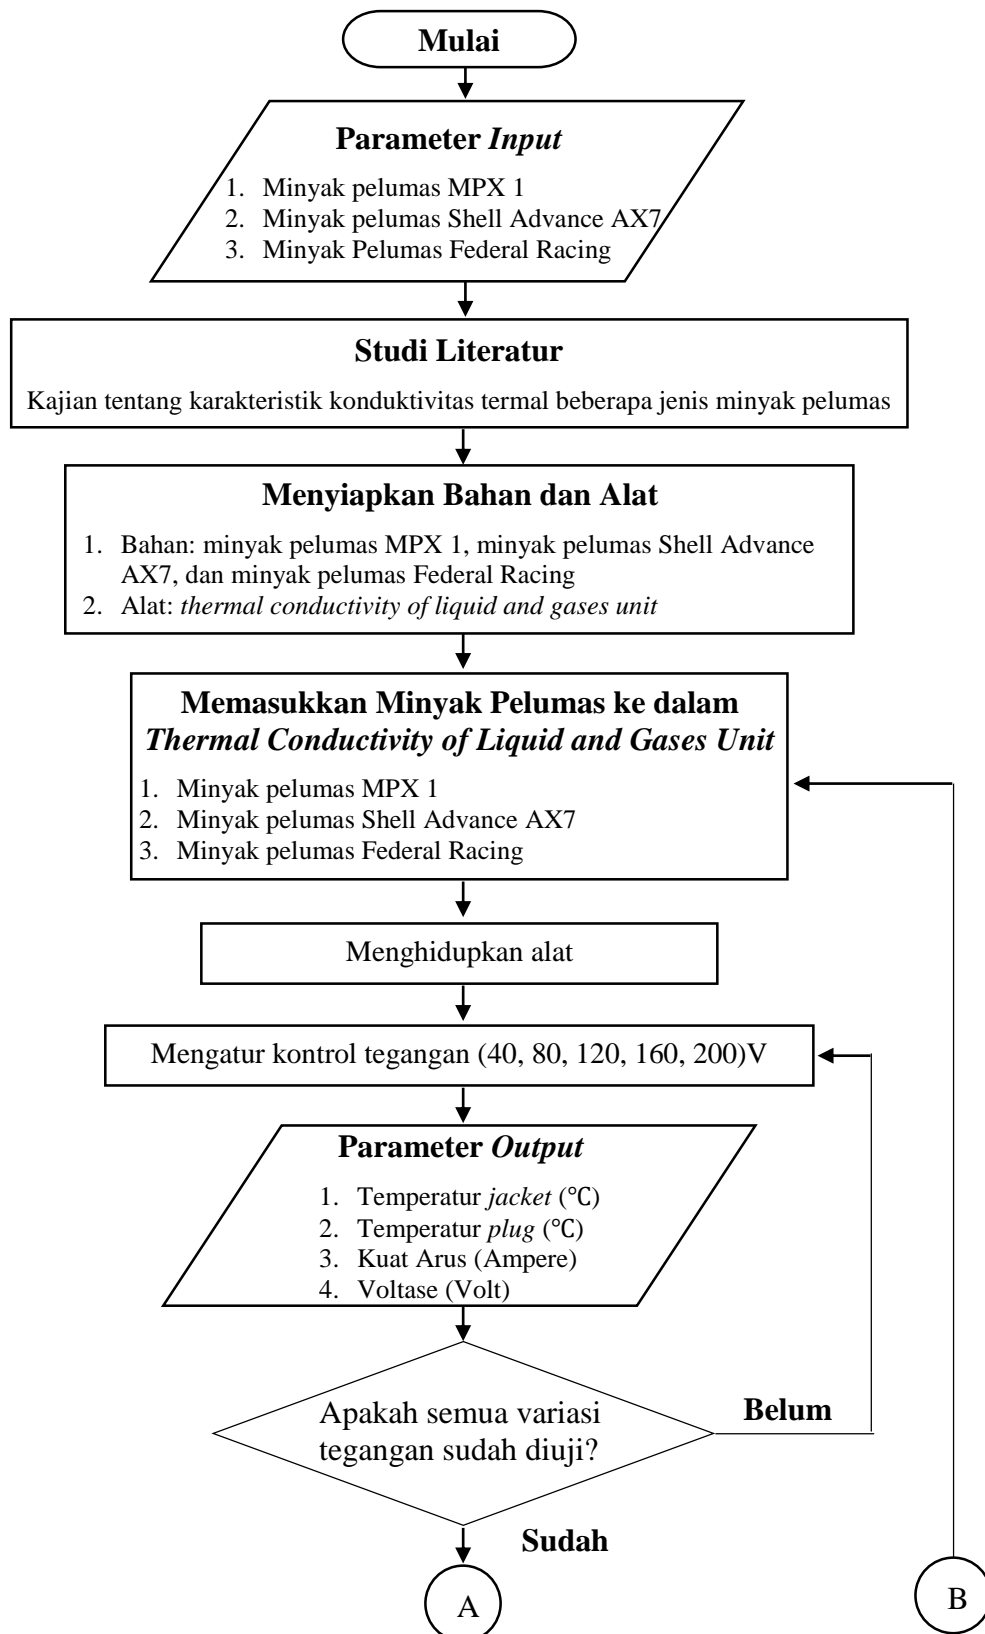 Mulai
Parameter Input
1. Minyak pelumas MPX 1
2. Minyak pelumas Shell Advance AX7
3. Minyak Pelumas Federal Racing
Studi Literatur
Kajian tentang karakteristik konduktivitas termal beberapa jenis minyak pelumas
Menyiapkan Bahan dan Alat
1. Bahan: minyak pelumas MPX 1, minyak pelumas Shell Advance
AX7, dan minyak pelumas Federal Racing
2. Alat: thermal conductivity of liquid and gases unit
Memasukkan Minyak Pelumas ke dalam
Thermal Conductivity of Liquid and Gases Unit
1. Minyak pelumas MPX 1
2. Minyak pelumas Shell Advance AX7
3. Minyak pelumas Federal Racing
Menghidupkan alat
Mengatur kontrol tegangan (40, 80, 120, 160, 200)V
Parameter Output
1. Temperatur jacket (℃)
2. Temperatur plug (℃)
3. Kuat Arus (Ampere)
4. Voltase (Volt)
Apakah semua variasi
tegangan sudah diuji?
Belum
Sudah
A
B